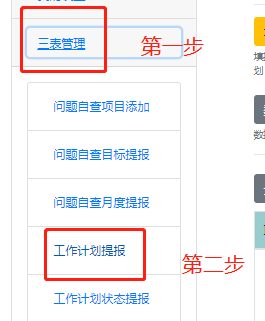 三表管理
第一步
问题自查项目添加
问题自查目标提报
问题自查月度提报
工作计划提报
第二步
工作计划状态提报